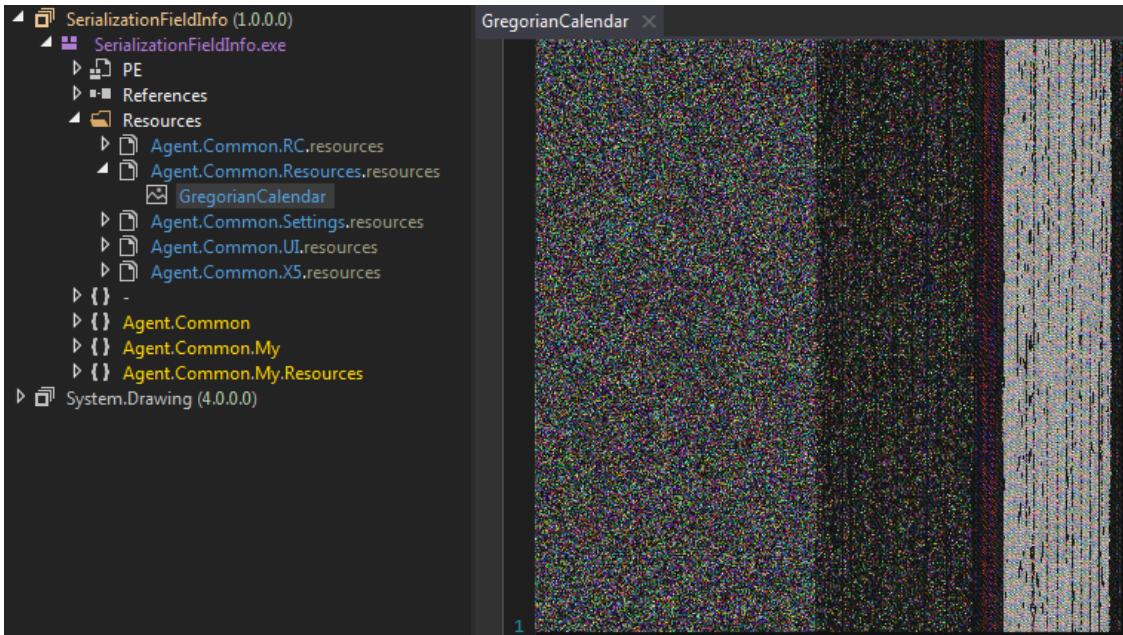 SerializationFieldInfo (1.0.0.0)
SerializationFieldInfo.exe
PE
References
Resources
Agent.Common.RC.resources
Agent.Common.Resources.resources
GregorianCalendar
Agent.Common.Settings.resources
Agent.Common.UI.resources
Agent.Common.X5.resources
{ } -
{ } Agent.Common
{ } Agent.Common.My
{ } Agent.Common.My.Resources
System.Drawing (4.0.0.0)
GregorianCalendar
1